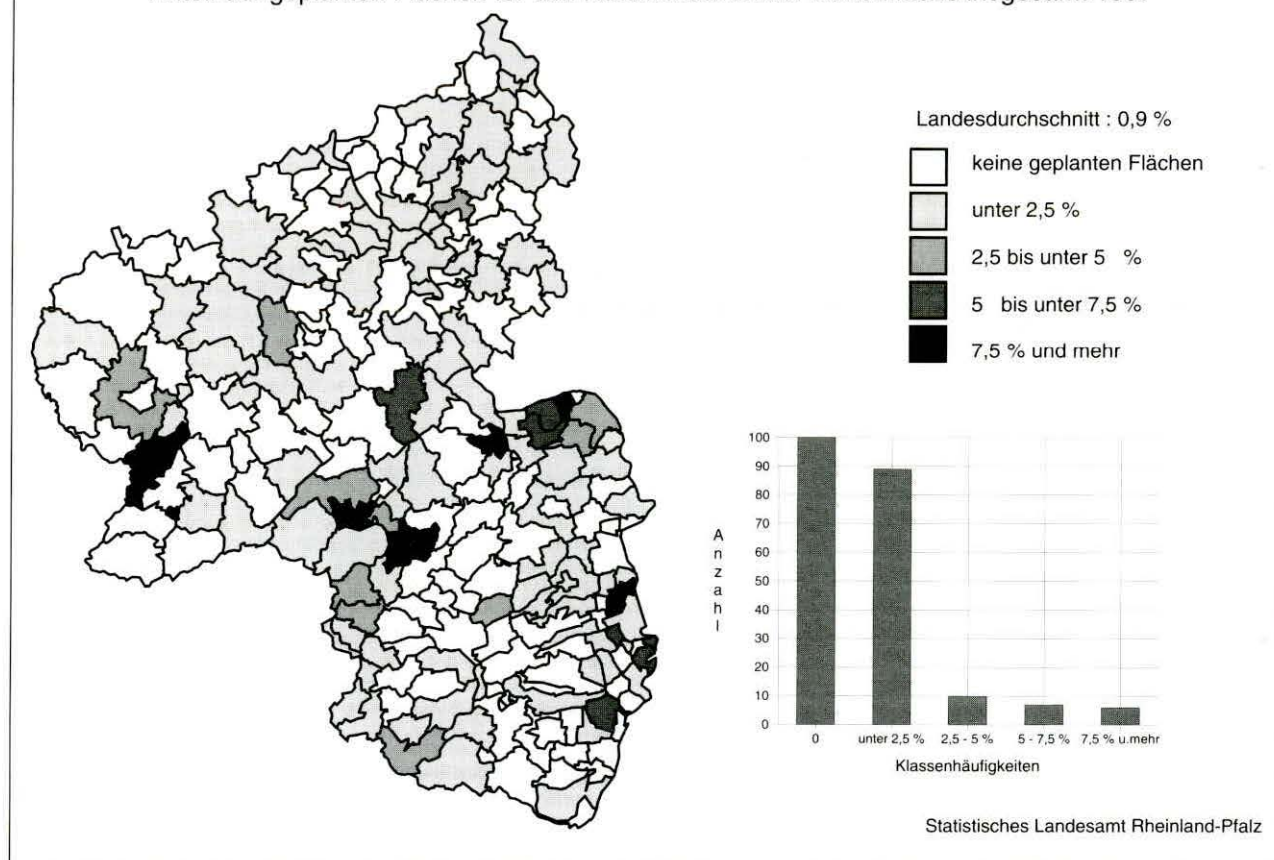 Landesdurchschnitt : 0,9 %
keine geplanten Flächen
unter 2,5 %
2,5 bis unter 5 %
5 bis unter 7,5 %
7,5 % und mehr
Anzahl
100
90
80
70
60
50
40
30
20
10
0
0 unter 2,5 % 2,5 - 5 % 5 - 7,5 % 7,5 % u.mehr
Klassenhäufigkeiten
Statistisches Landesamt Rheinland-Pfalz